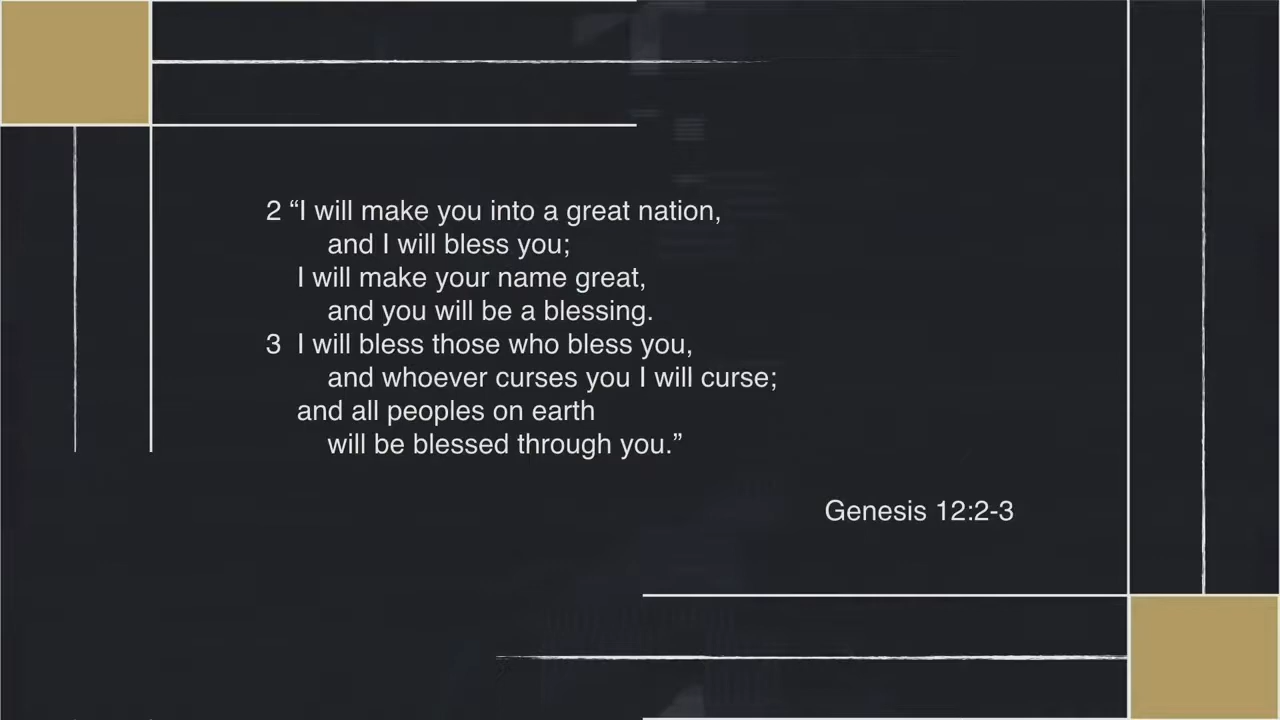 2 “I will make you into a great nation,
and I will bless you;
I will make your name great,
and you will be a blessing.
3 I will bless those who bless you,
and whoever curses you I will curse;
and all peoples on earth
will be blessed through you.”
Genesis 12:2-3